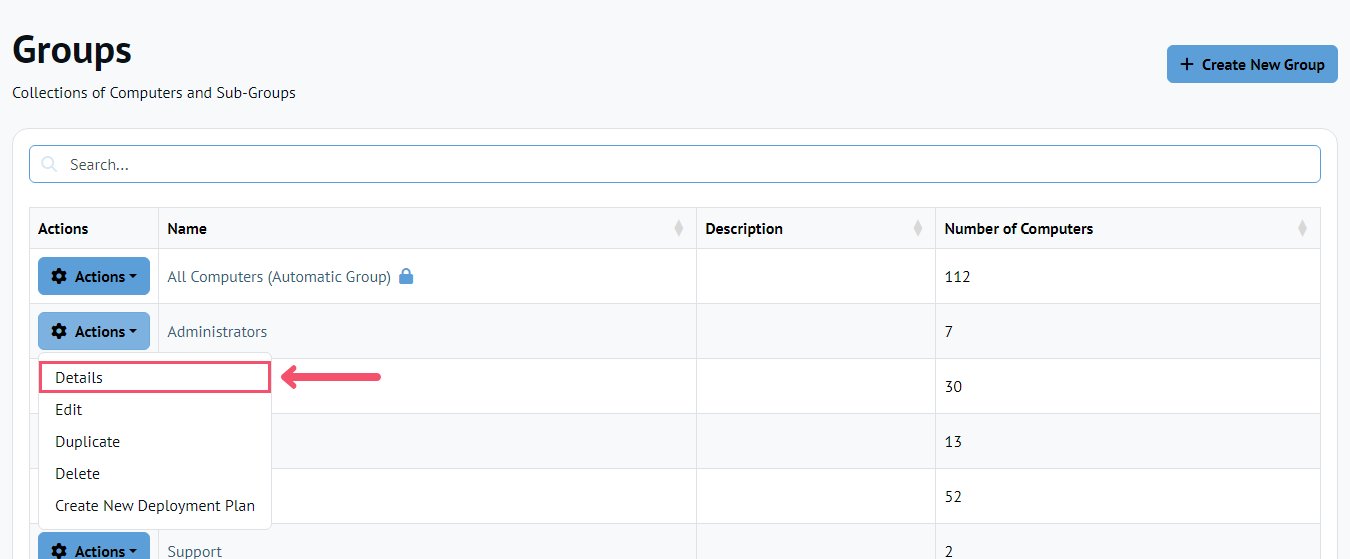 Groups
Create New Group
Collections of Computers and Sub-Groups
Search...
Actions Name Description Number of Computers
Actions All Computers (Automatic Group) 112
Actions Administrators 7
Details
30
Edit
Duplicate 13
Delete
52
Create New Deployment Plan
Actions Support 2